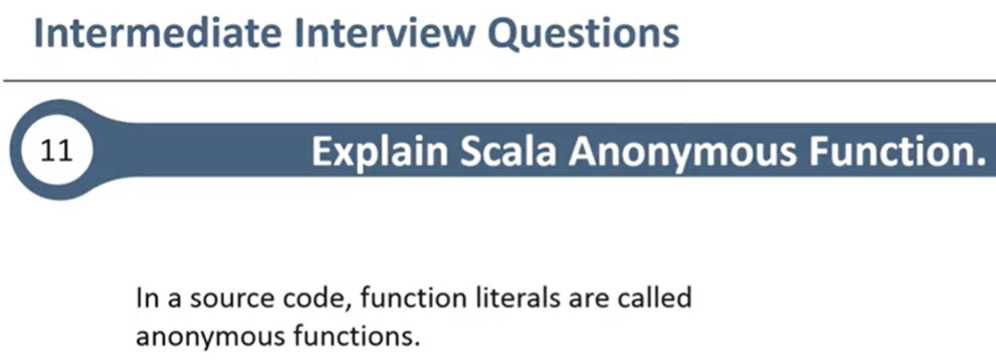 Intermediate Interview Questions
11
Explain Scala Anonymous Function.
In a source code, function literals are called
anonymous functions.